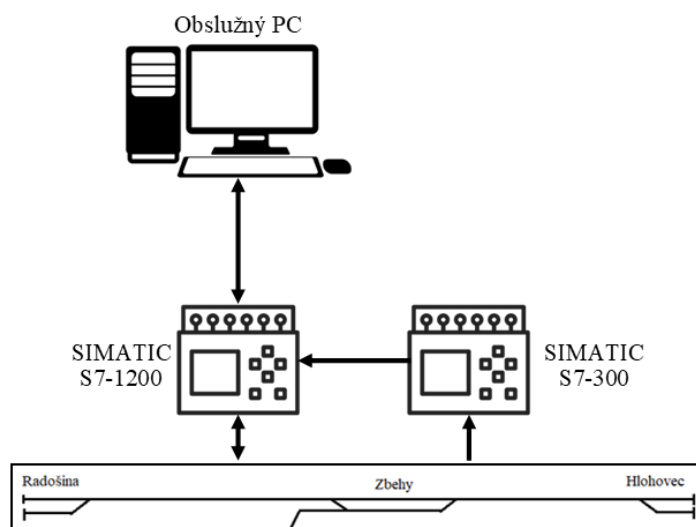 Obslužný PC
SIMATIC
S7-1200
SIMATIC
S7-300
Radošina
Zbehy
Hlohovec